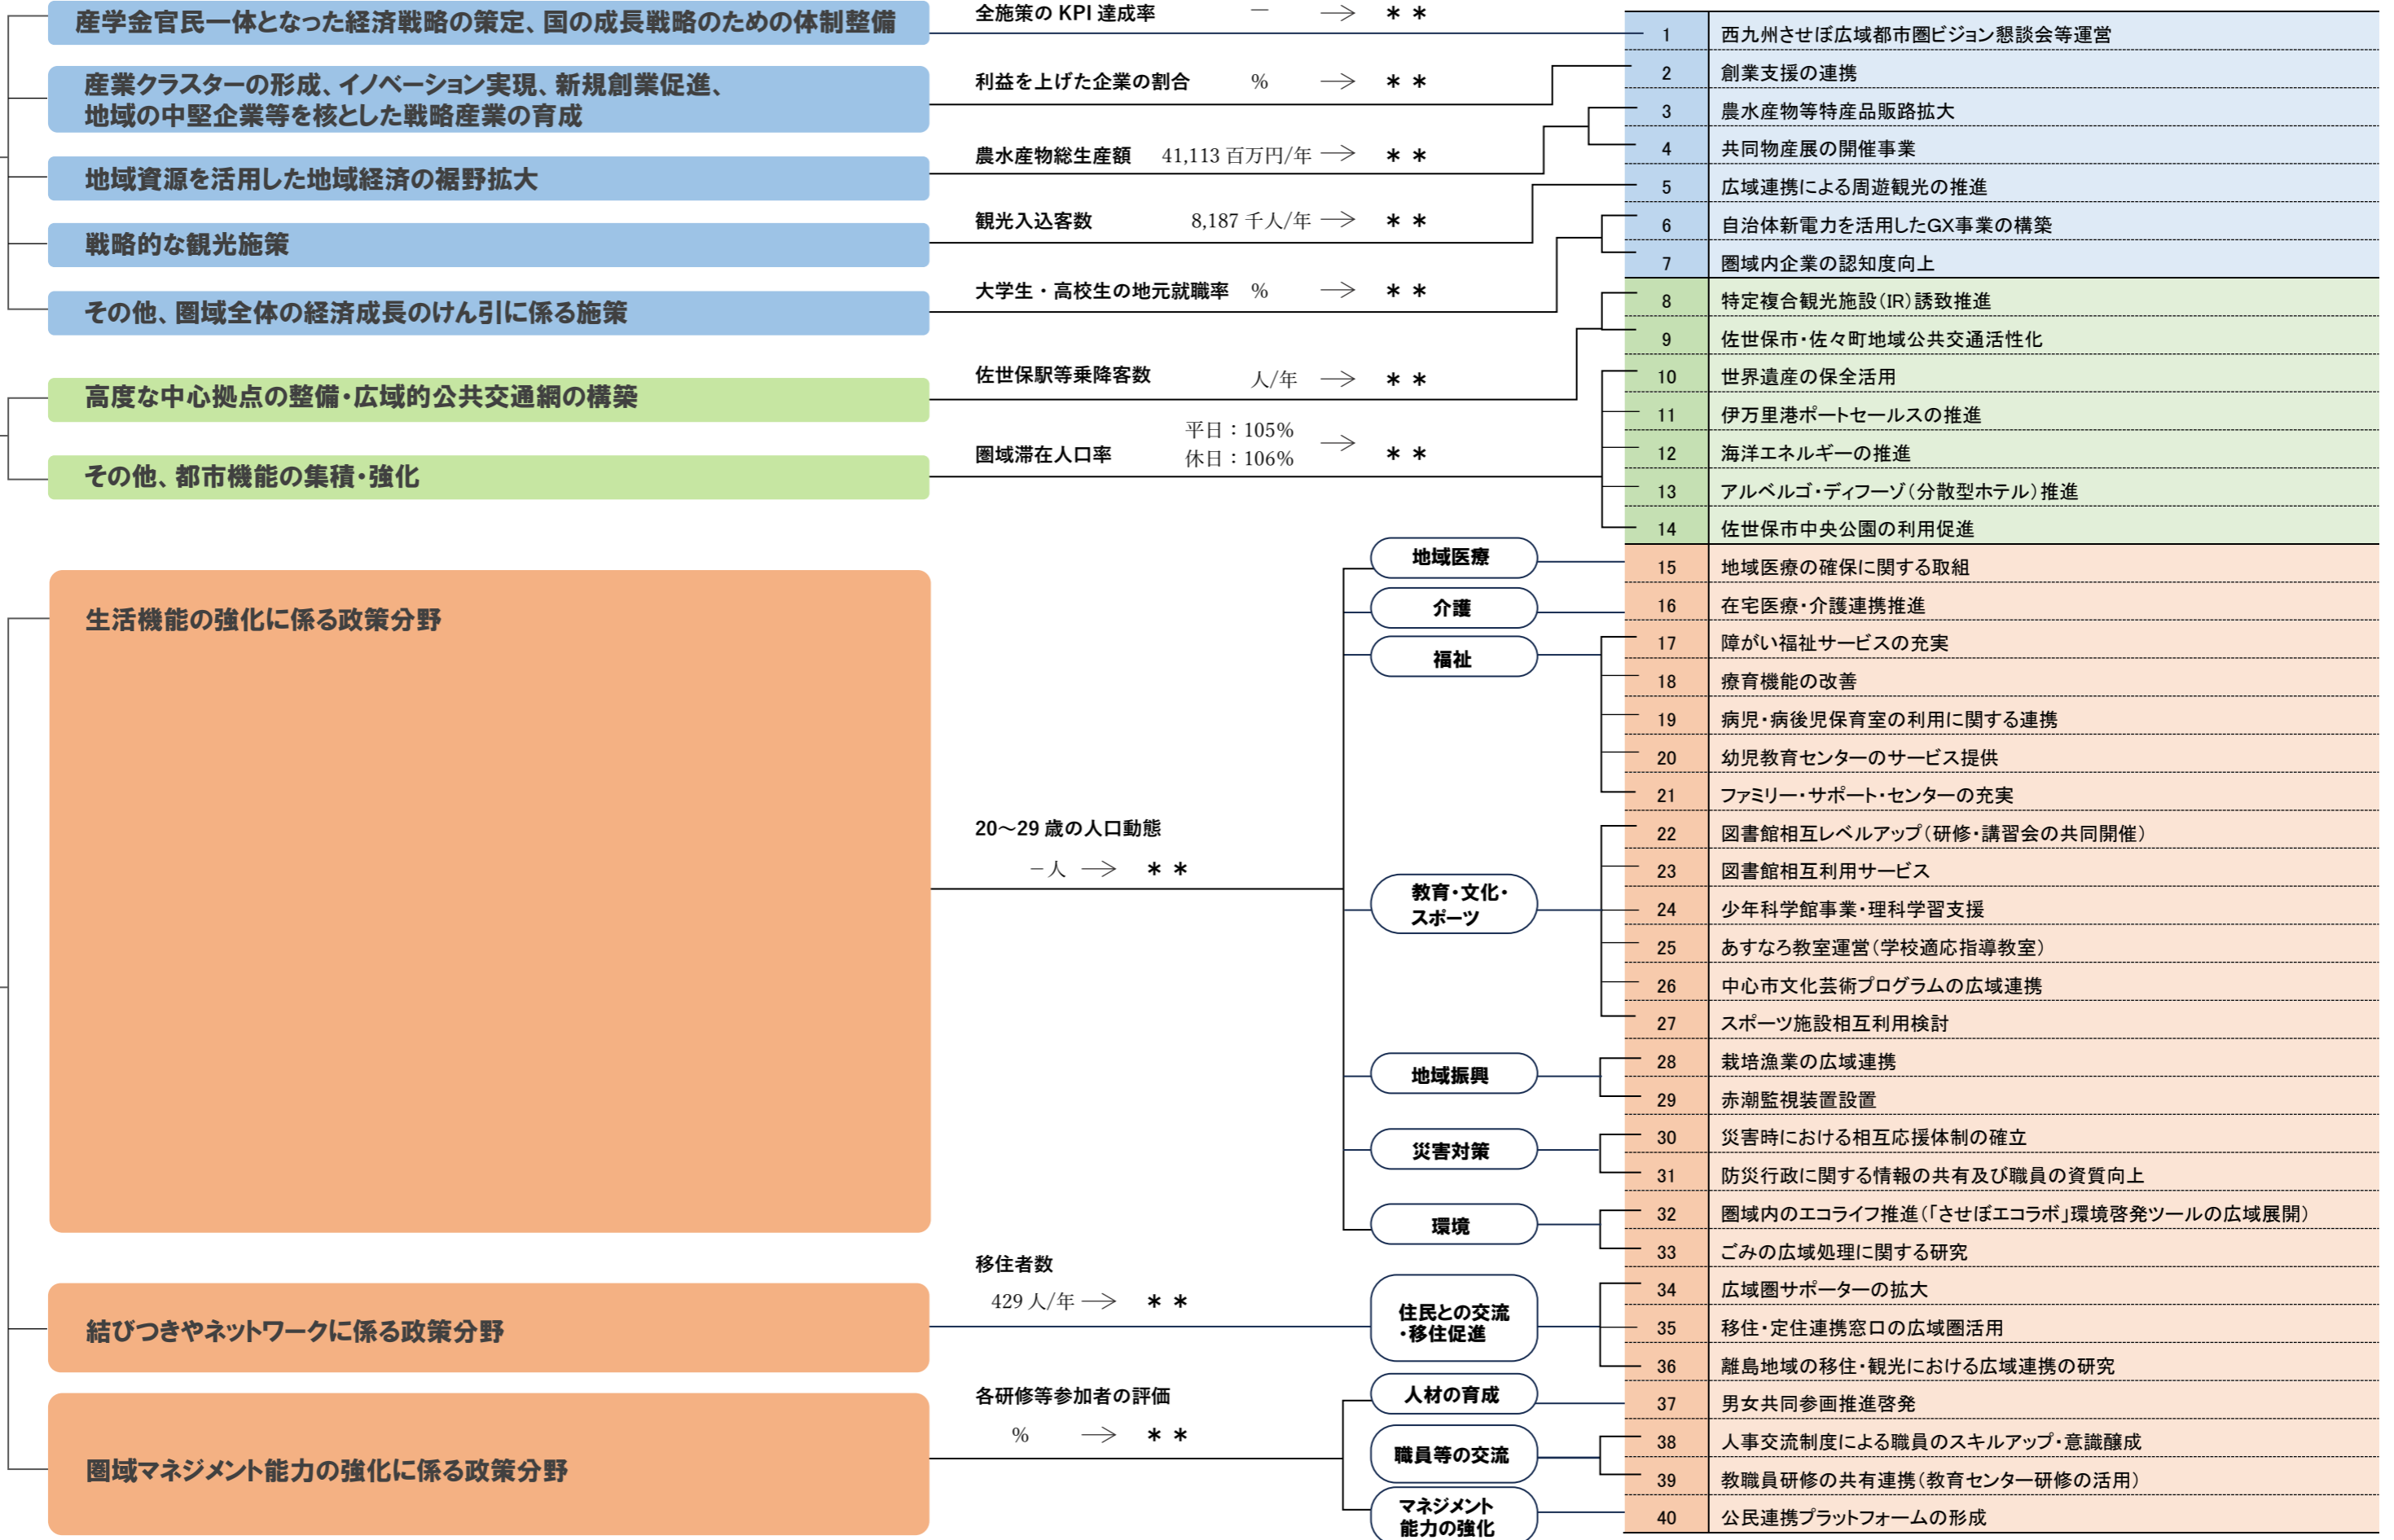 産学金官民一体となった経済戦略の策定、国の成長戦略のための体制整備
産業クラスターの形成、イノベーション実現、新規創業促進、
地域の中堅企業等を核とした戦略産業の育成
地域資源を活用した地域経済の裾野拡大
戦略的な観光施策
その他、圏域全体の経済成長のけん引に係る施策
高度な中心拠点の整備・広域的公共交通網の構築
その他、都市機能の集積・強化
生活機能の強化に係る政策分野
結びつきやネットワークに係る政策分野
圏域マネジメント能力の強化に係る政策分野
全施策の KPI 達成率 － → ＊＊
利益を上げた企業の割合 % → ＊＊
農水産物総生産額 41,113 百万円/年 → ＊＊
観光入込客数 8,187 千人/年 → ＊＊
大学生・高校生の地元就職率 % → ＊＊
佐世保駅等乗降客数 人/年 → ＊＊
圏域滞在人口率 平日：105%
休日：106% → ＊＊
20～29 歳の人口動態
－人 → ＊＊
移住者数
429 人/年 → ＊＊
各研修等参加者の評価
% → ＊＊
地域医療
介護
福祉
教育・文化・
スポーツ
地域振興
災害対策
環境
住民との交流
・移住促進
人材の育成
職員等の交流
マネジメント
能力の強化
1 西九州させぼ広域都市圏ビジョン懇談会等運営
2 創業支援の連携
3 農水産物等特産品販路拡大
4 共同物産展の開催事業
5 広域連携による周遊観光の推進
6 自治体新電力を活用したGX事業の構築
7 圏域内企業の認知度向上
8 特定複合観光施設(IR)誘致推進
9 佐世保市・佐々町地域公共交通活性化
10 世界遺産の保全活用
11 伊万里港ポートセールスの推進
12 海洋エネルギーの推進
13 アルベルゴ・ディフーゾ(分散型ホテル)推進
14 佐世保市中央公園の利用促進
15 地域医療の確保に関する取組
16 在宅医療・介護連携推進
17 障がい福祉サービスの充実
18 療育機能の改善
19 病児・病後児保育室の利用に関する連携
20 幼児教育センターのサービス提供
21 ファミリー・サポート・センターの充実
22 図書館相互レベルアップ(研修・講習会の共同開催)
23 図書館相互利用サービス
24 少年科学館事業・理科学習支援
25 あすなろ教室運営(学校適応指導教室)
26 中心市文化芸術プログラムの広域連携
27 スポーツ施設相互利用検討
28 栽培漁業の広域連携
29 赤潮監視装置設置
30 災害時における相互応援体制の確立
31 防災行政に関する情報の共有及び職員の資質向上
32 圏域内のエコライフ推進(「させぼエコラボ」環境啓発ツールの広域展開)
33 ごみの広域処理に関する研究
34 広域圏サポーターの拡大
35 移住・定住連携窓口の広域圏活用
36 離島地域の移住・観光における広域連携の研究
37 男女共同参画推進啓発
38 人事交流制度による職員のスキルアップ・意識醸成
39 教職員研修の共有連携(教育センター研修の活用)
40 公民連携プラットフォームの形成